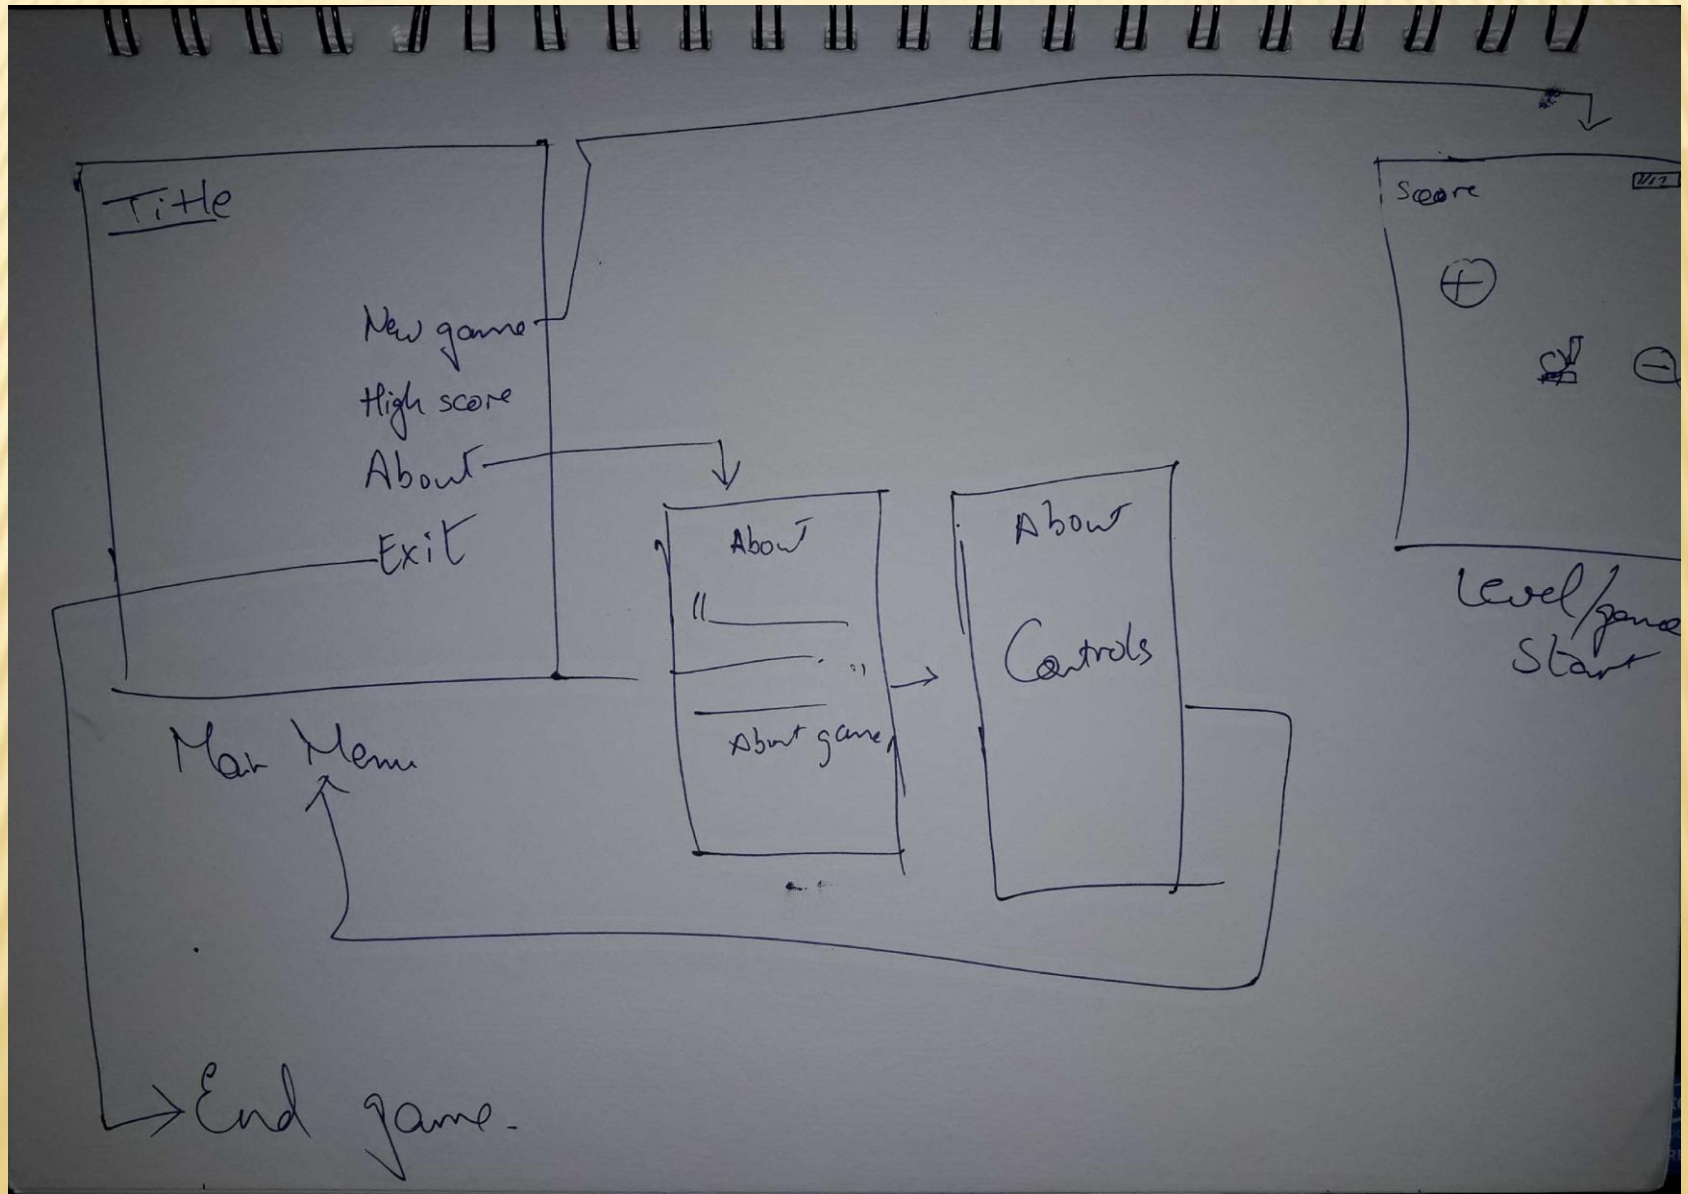 Title
New game
High score
About
Exit
Main Menu
About
About game
About
Controls
Score
Level/game
Start
End game.